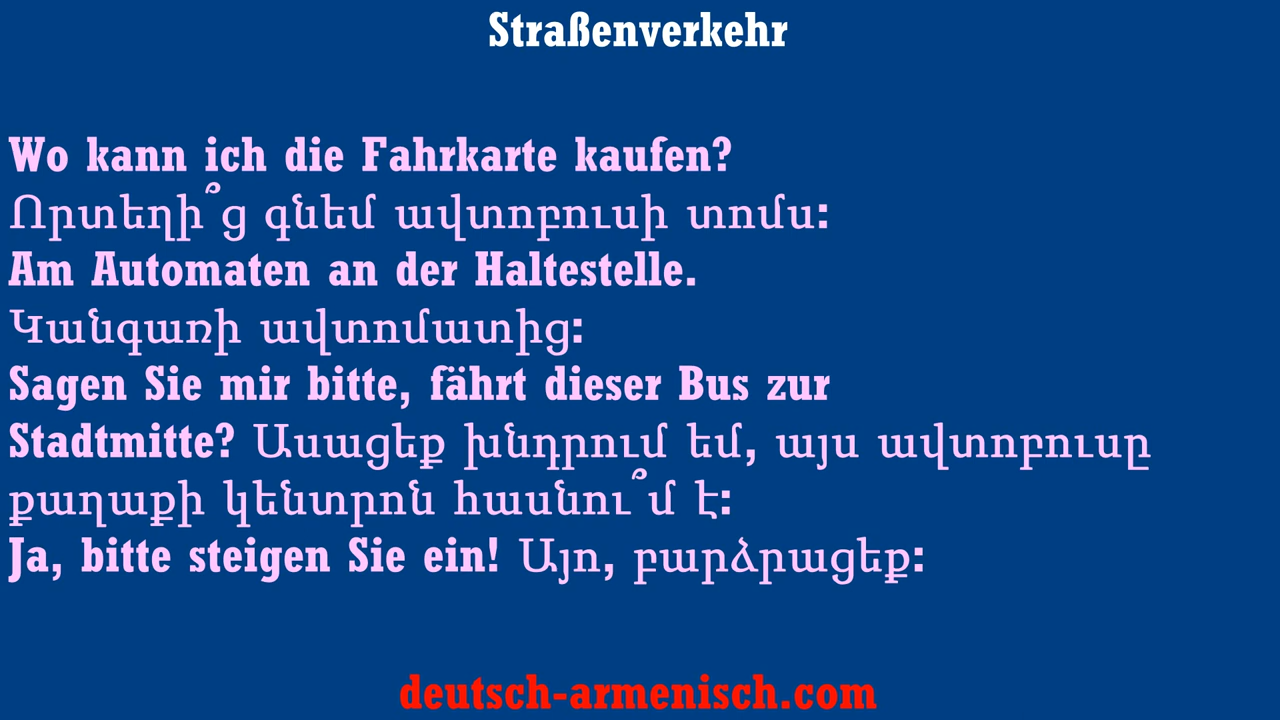 Straßenverkehr
Wo kann ich die Fahrkarte kaufen?
Որտեղի՞ց գնեմ ավտոբուսի տոմս:
Am Automaten an der Haltestelle.
Կանգառի ավտոմատից:
Sagen Sie mir bitte, fährt dieser Bus zur
Stadtmitte? Ասացեք խնդրում եմ, այս ավտոբուսը
քաղաքի կենտրոն հասնու՞մ է:
Ja, bitte steigen Sie ein! Այո, բարձրացեք:
deutsch-armenisch.com